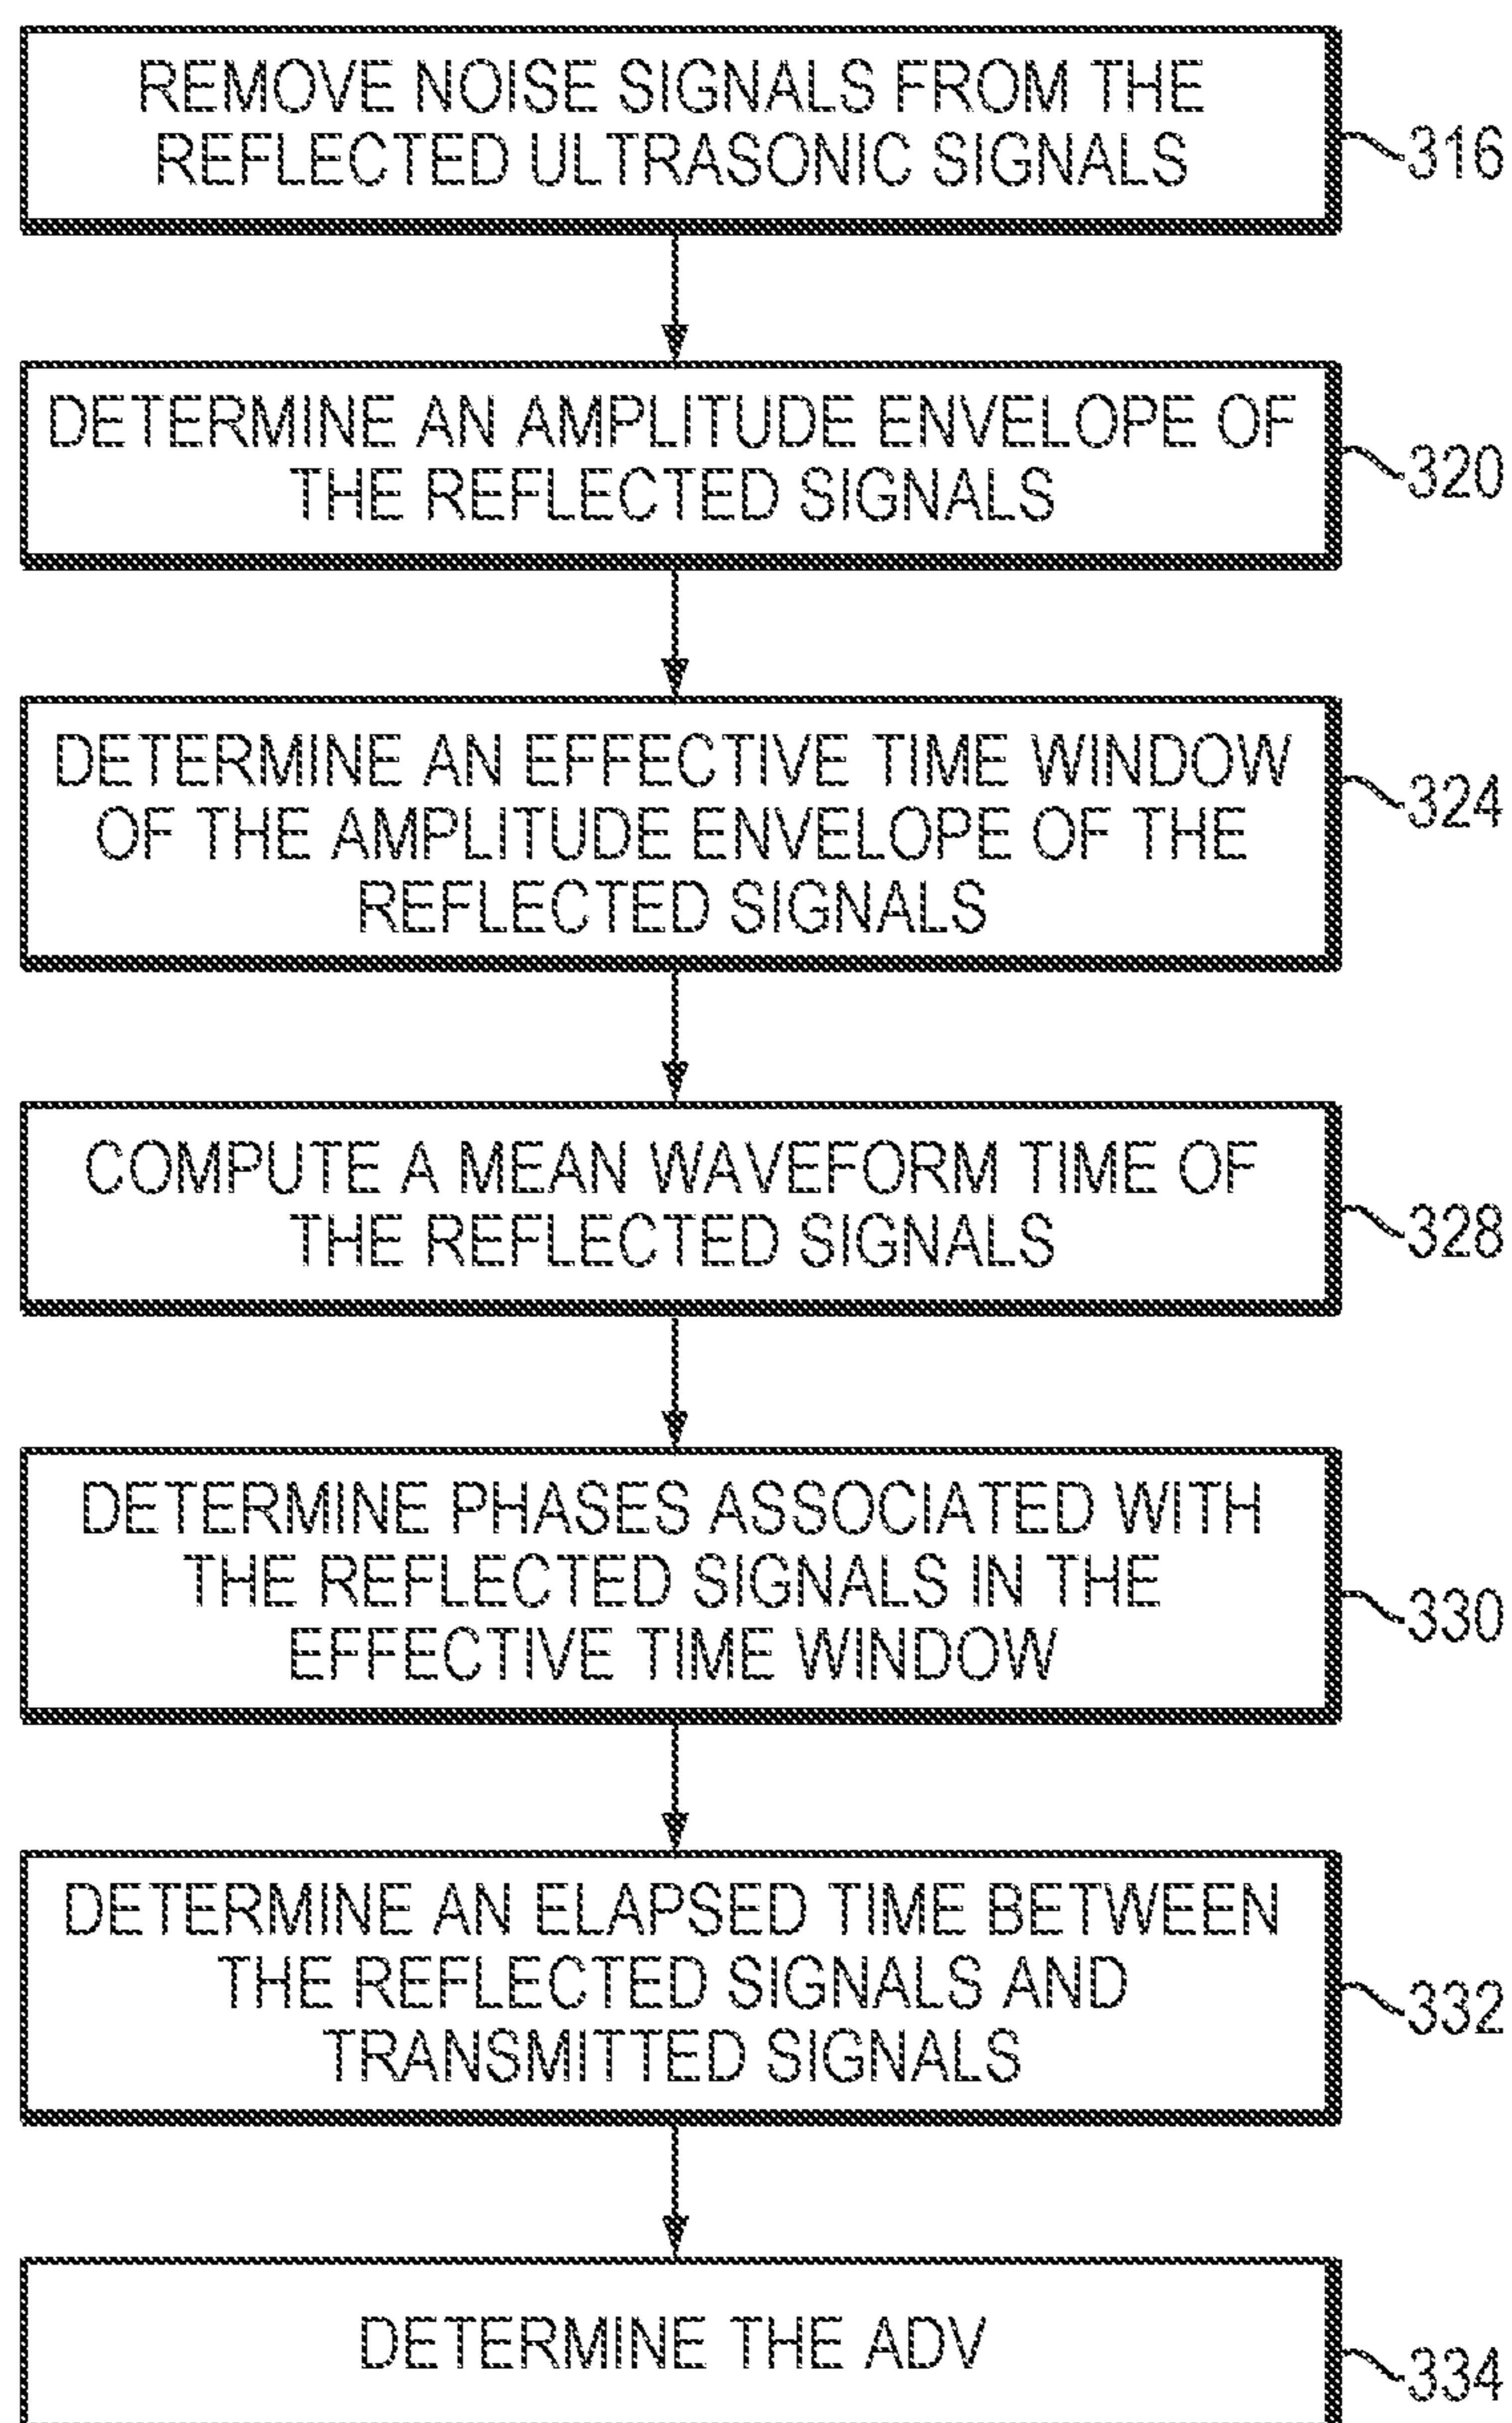 REMOVE NOISE SIGNALS FROM THE
REFLECTED ULTRASONIC SIGNALS
316
DETERMINE AN AMPLITUDE ENVELOPE OF
THE REFLECTED SIGNALS
320
DETERMINE AN EFFECTIVE TIME WINDOW
OF THE AMPLITUDE ENVELOPE OF THE
REFLECTED SIGNALS
324
COMPUTE A MEAN WAVEFORM TIME OF
THE REFLECTED SIGNALS
328
DETERMINE PHASES ASSOCIATED WITH
THE REFLECTED SIGNALS IN THE
EFFECTIVE TIME WINDOW
330
DETERMINE AN ELAPSED TIME BETWEEN
THE REFLECTED SIGNALS AND
TRANSMITTED SIGNALS
332
DETERMINE THE ADV
334